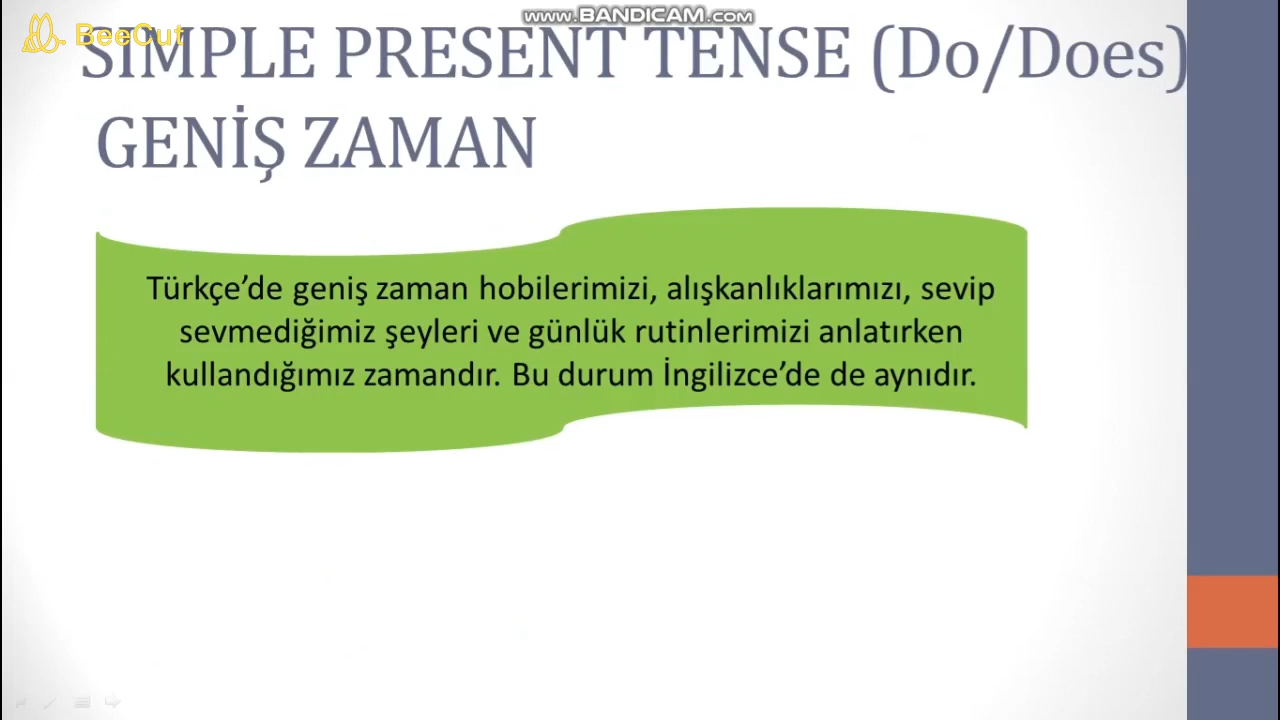 www.BANDICAM.com
BeeCut
SIMPLE PRESENT TENSE (Do/Does)
GENİŞ ZAMAN
Türkçe’de geniş zaman hobilerimizi, alışkanlıklarımızı, sevip
sevmediğimiz şeyleri ve günlük rutinlerimizi anlatırken
kullandığımız zamandır. Bu durum İngilizce’de de aynıdır.